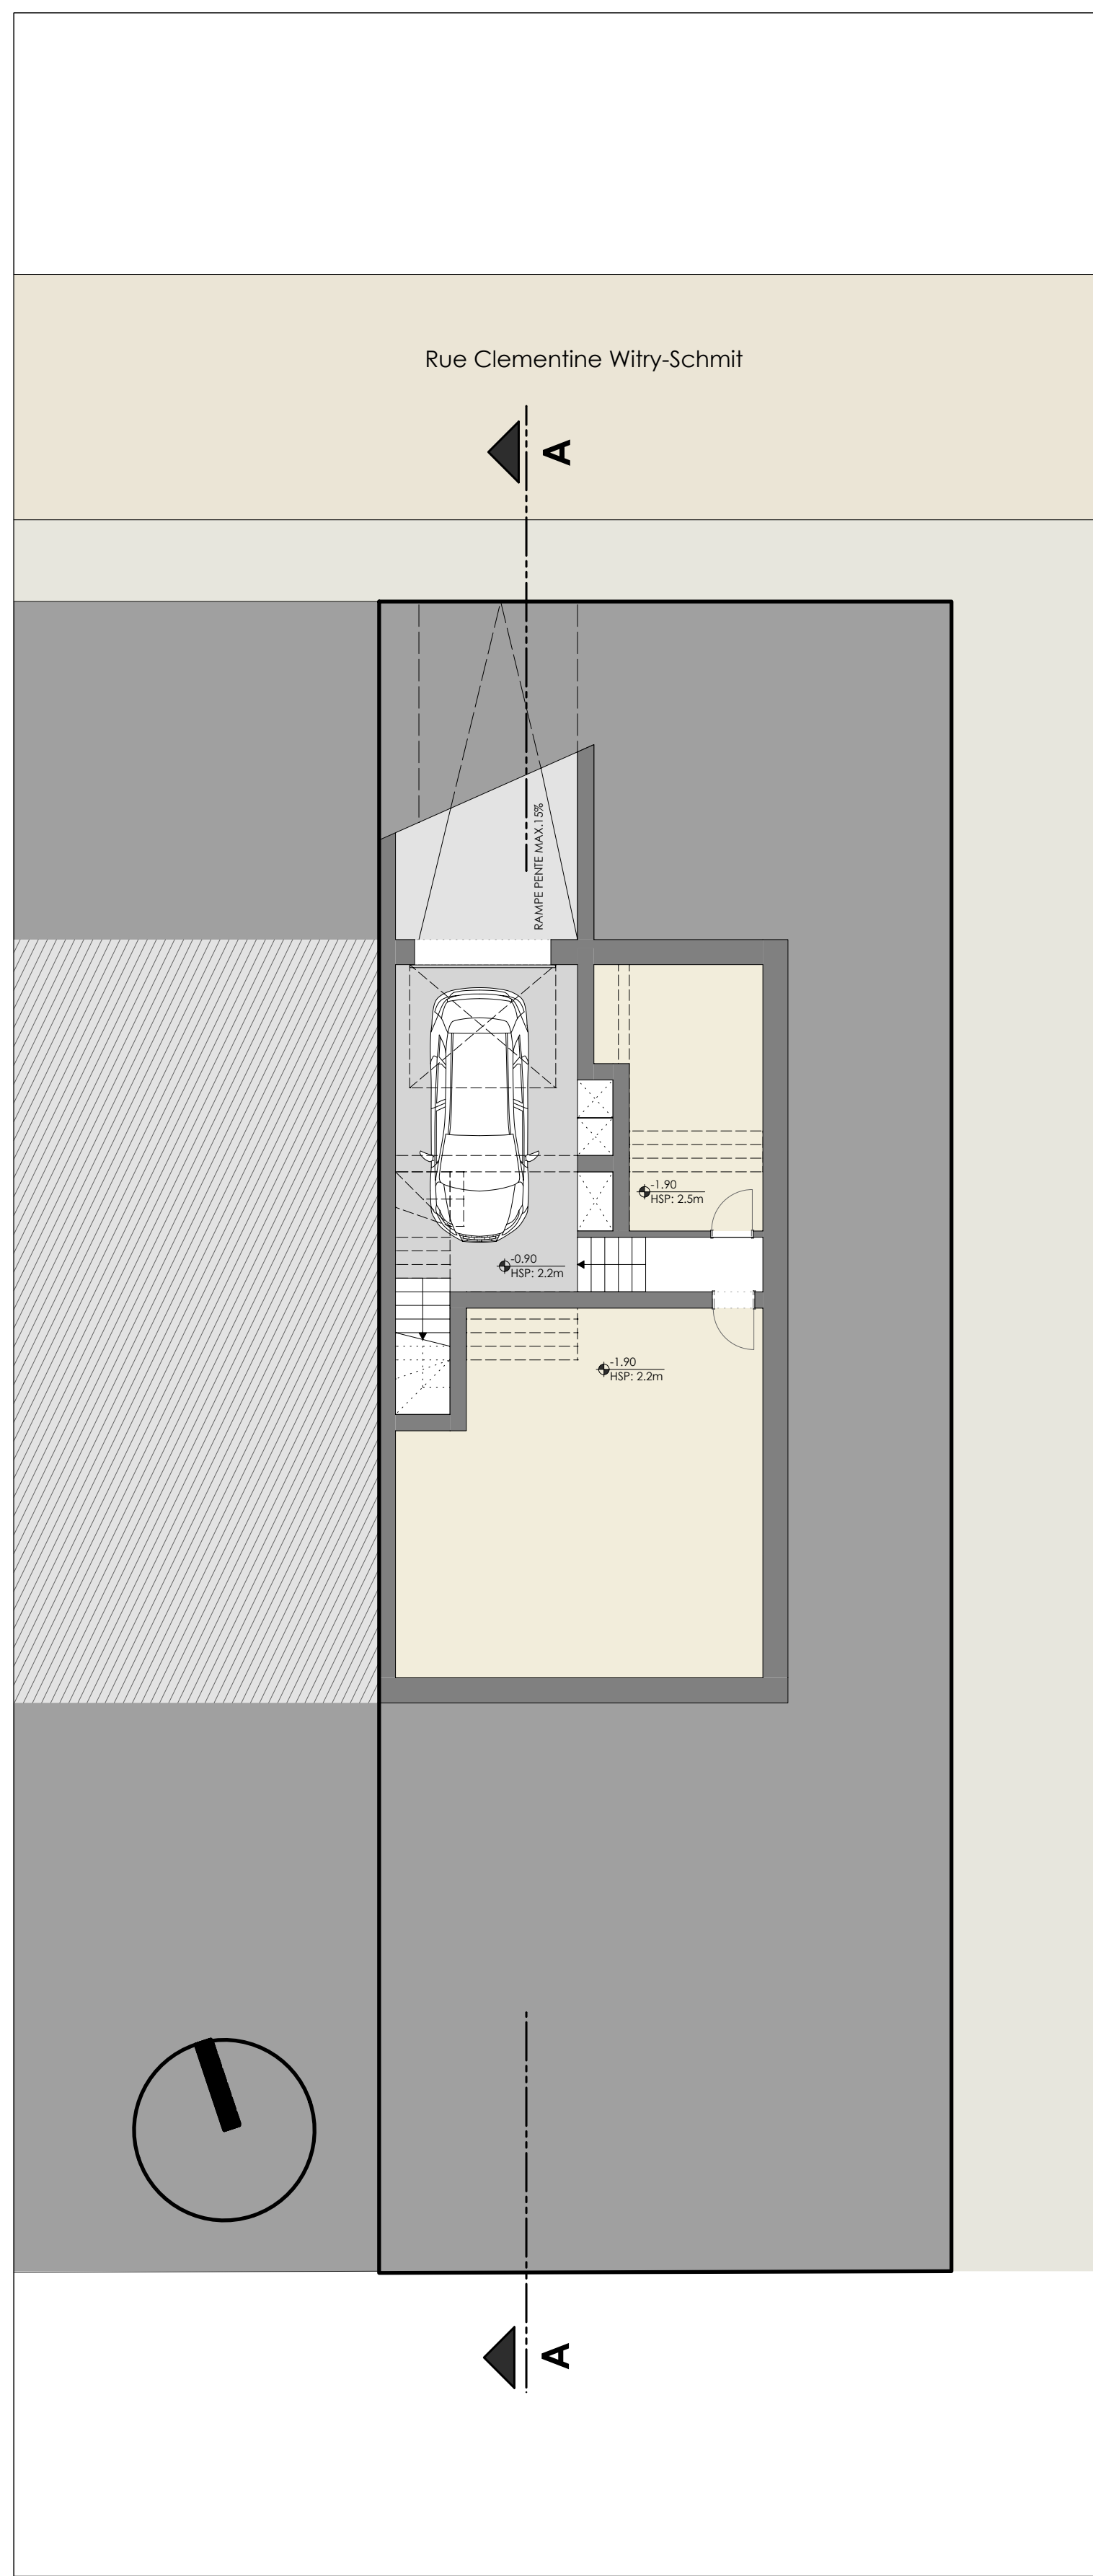 Rue Clementine Witry-Schmit
A
RAMPE PENTE MAX.15%
-1.90
HSP: 2.5m
-0.90
HSP: 2.2m
-1.90
HSP: 2.2m
A